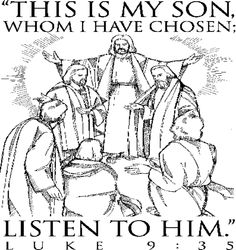 “THIS IS MY SON,
WHOM I HAVE CHOSEN;
LISTEN TO HIM.”
LUKE 9:35